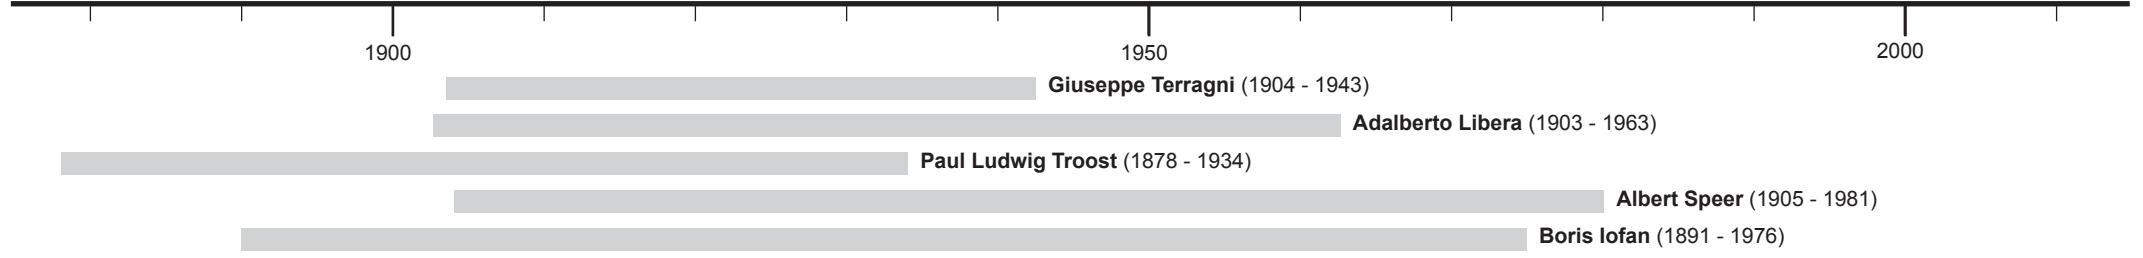 1900 1950 2000
Giuseppe Terragni (1904 - 1943)
Adalberto Libera (1903 - 1963)
Paul Ludwig Troost (1878 - 1934)
Albert Speer (1905 - 1981)
Boris Iofan (1891 - 1976)